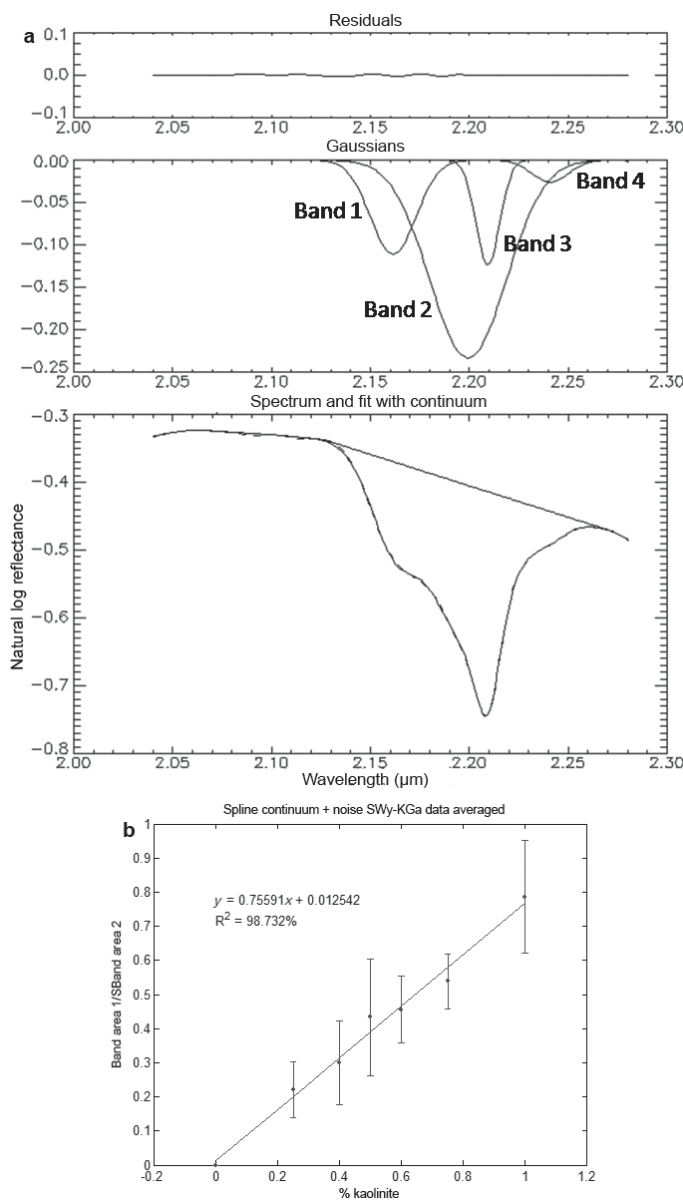 Residuals
a
0.1
0.0
−0.1
2.00 2.05 2.10 2.15 2.20 2.25 2.30
Gaussians
0.00
−0.05
−0.10
−0.15
−0.20
−0.25
Band 1
Band 2
Band 3
Band 4
2.00 2.05 2.10 2.15 2.20 2.25 2.30
Spectrum and fit with continuum
−0.3
−0.4
−0.5
−0.6
−0.7
−0.8
Natural log reflectance
2.00 2.05 2.10 2.15 2.20 2.25 2.30
Wavelength (µm)
Spline continuum + noise SWy-KGa data averaged
b
1
0.9
0.8
0.7
0.6
0.5
0.4
0.3
0.2
0.1
0
y = 0.75591x + 0.012542
R2 = 98.732%
Band area 1/SBand area 2
-0.2 0 0.2 0.4 0.6 0.8 1 1.2
% kaolinite